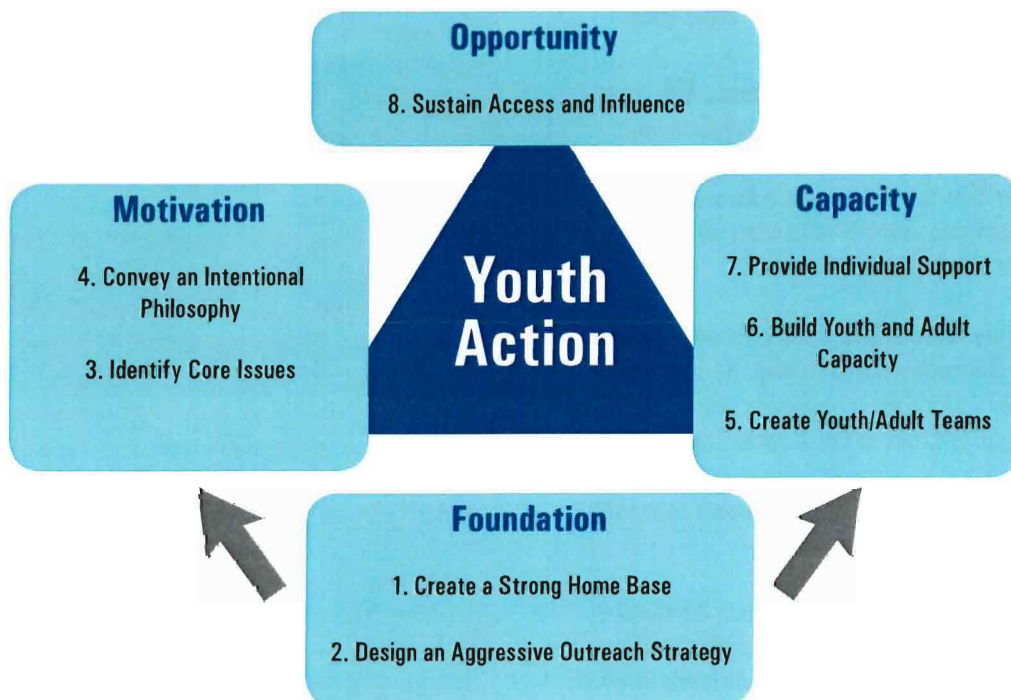 Opportunity
8. Sustain Access and Influence
Motivation
4. Convey an Intentional
Philosophy
3. Identify Core Issues
Youth
Action
Capacity
7. Provide Individual Support
6. Build Youth and Adult
Capacity
5. Create Youth/Adult Teams
Foundation
1. Create a Strong Home Base
2. Design an Aggressive Outreach Strategy